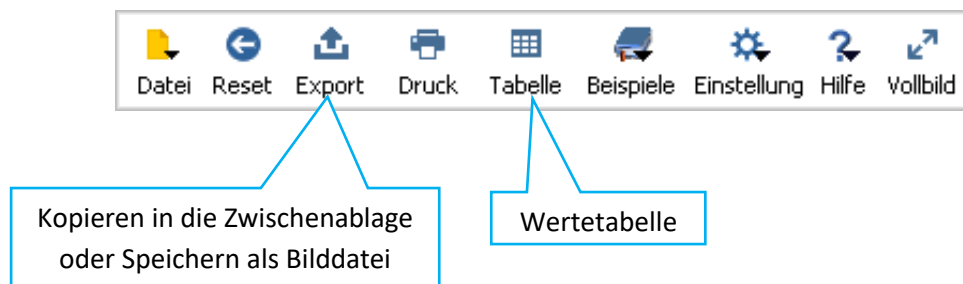 Datei Reset Export Druck Tabelle Beispiele Einstellung Hilfe Vollbild
Kopieren in die Zwischenablage
oder Speichern als Bilddatei
Wertetabelle